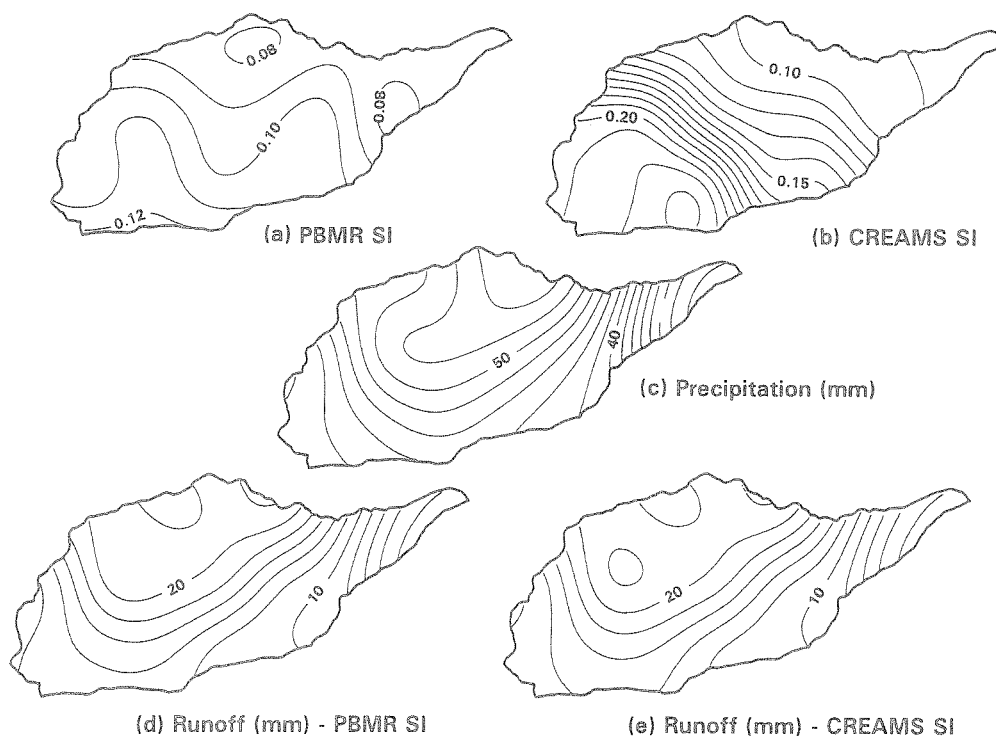 0.08
0.08
0.10
0.12
(a) PBMR SI
0.10
0.20
0.15
(b) CREAMS SI
50
40
(c) Precipitation (mm)
20
10
(d) Runoff (mm) - PBMR SI
20
10
(e) Runoff (mm) - CREAMS SI